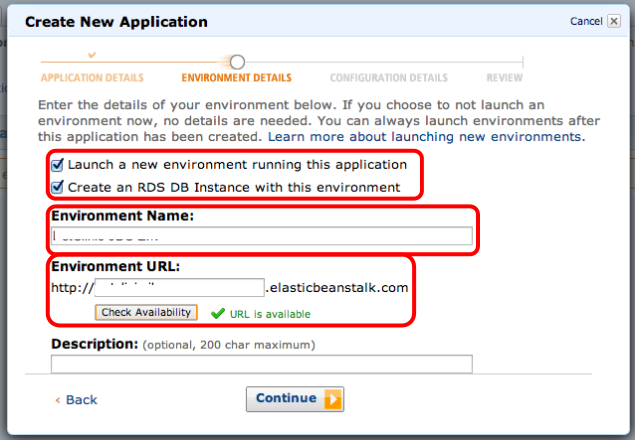 Create New Application
Cancel
APPLICATION DETAILS
ENVIRONMENT DETAILS
CONFIGURATION DETAILS
REVIEW
Enter the details of your environment below. If you choose to not launch an
environment now, no details are needed. You can always launch environments after
this application has been created. Learn more about launching new environments.
Launch a new environment running this application
Create an RDS DB Instance with this environment
Environment Name:
Environment URL:
http:// .elasticbeanstalk.com
Check Availability
URL is available
Description: (optional, 200 char maximum)
< Back
Continue